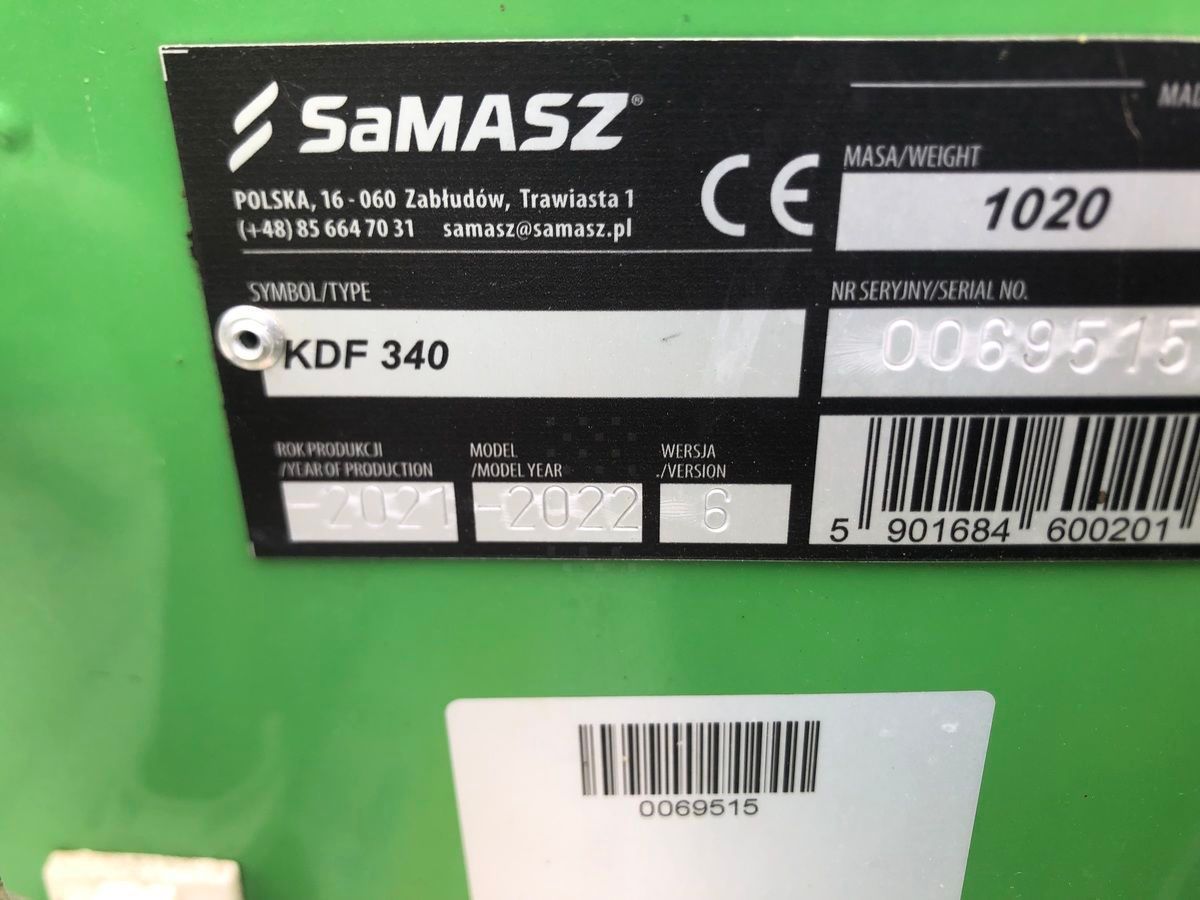 SaMASZ®
POLSKA, 16 - 060 Zabłudów, Trawiasta 1
(+48) 85 664 70 31 samasz@samasz.pl
CE
MASA/WEIGHT
1020
SYMBOL/TYPE
KDF 340
NR SERYJNY/SERIAL NO.
0069515
ROK PRODUKCJI
/YEAR OF PRODUCTION
-2021
MODEL
/MODEL YEAR
-2022
WERSJA
./VERSION
6
5 901684 600201
0069515